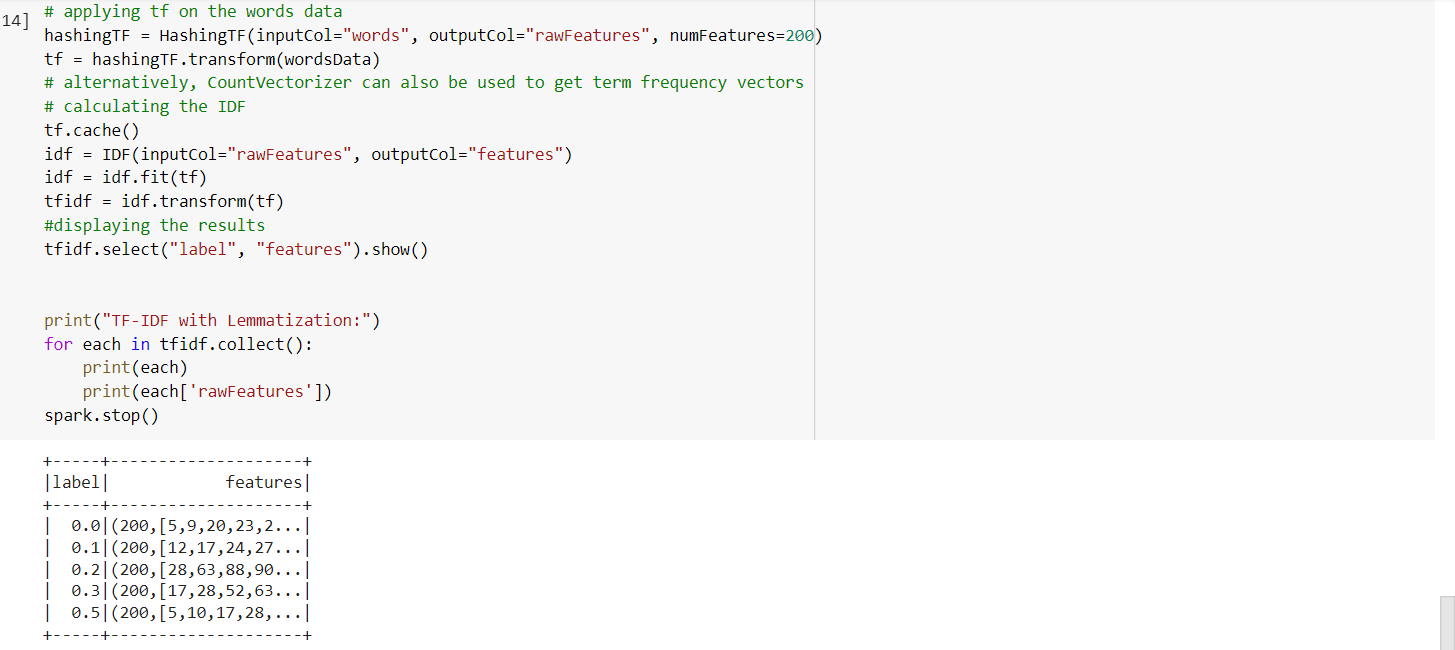 # applying tf on the words data
14] hashingTF = HashingTF(inputCol="words", outputCol="rawFeatures", numFeatures=200)
tf = hashingTF.transform(wordsData)
# alternatively, CountVectorizer can also be used to get term frequency vectors
# calculating the IDF
tf.cache()
idf = IDF(inputCol="rawFeatures", outputCol="features")
idf = idf.fit(tf)
tfidf = idf.transform(tf)
#displaying the results
tfidf.select("label", "features").show()
print("TF-IDF with Lemmatization:")
for each in tfidf.collect():
    print(each)
    print(each['rawFeatures'])
spark.stop()
+-----+--------------------+
|label|            features|
+-----+--------------------+
|  0.0|(200,[5,9,20,23,2...|
|  0.1|(200,[12,17,24,27...|
|  0.2|(200,[28,63,88,90...|
|  0.3|(200,[17,28,52,63...|
|  0.5|(200,[5,10,17,28,...|
+-----+--------------------+